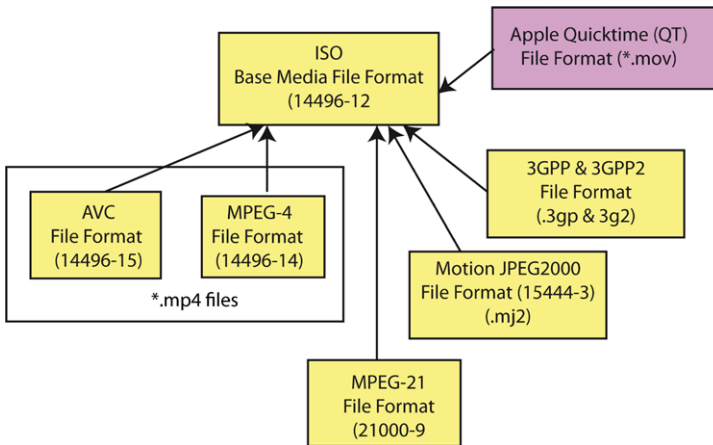 ISO
Base Media File Format
(14496-12
Apple Quicktime (QT)
File Format (*.mov)
AVC
File Format
(14496-15)
MPEG-4
File Format
(14496-14)
*.mp4 files
3GPP & 3GPP2
File Format
(.3gp & 3g2)
Motion JPEG2000
File Format (15444-3)
(.mj2)
MPEG-21
File Format
(21000-9